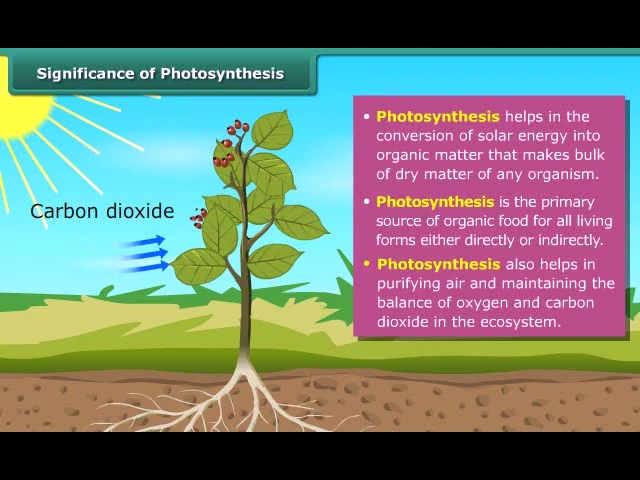 Significance of Photosynthesis
Carbon dioxide
• Photosynthesis helps in the
conversion of solar energy into
organic matter that makes bulk
of dry matter of any organism.
• Photosynthesis is the primary
source of organic food for all living
forms either directly or indirectly.
• Photosynthesis also helps in
purifying air and maintaining the
balance of oxygen and carbon
dioxide in the ecosystem.